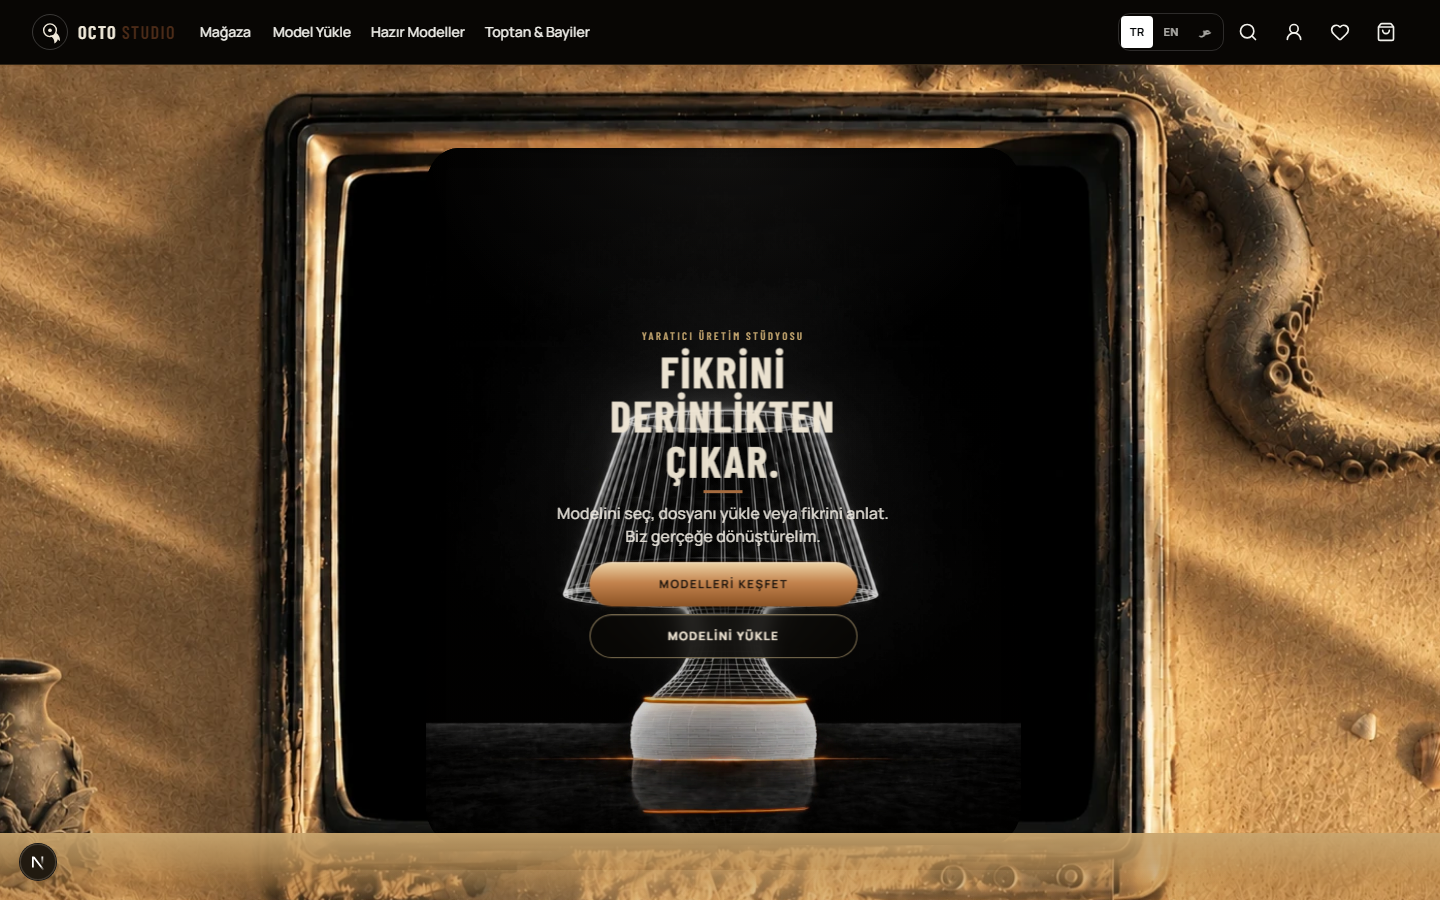 OCTO STUDIO
Mağaza
Model Yükle
Hazır Modeller
Toptan & Bayiler
TR
EN
عر
YARATICI ÜRETİM STÜDYOSU
FİKRİNİ
DERİNLİKTEN
ÇIKAR.
Modelini seç, dosyanı yükle veya fikrini anlat.
Biz gerçeğe dönüştürelim.
MODELLERİ KEŞFET
MODELİNİ YÜKLE
N